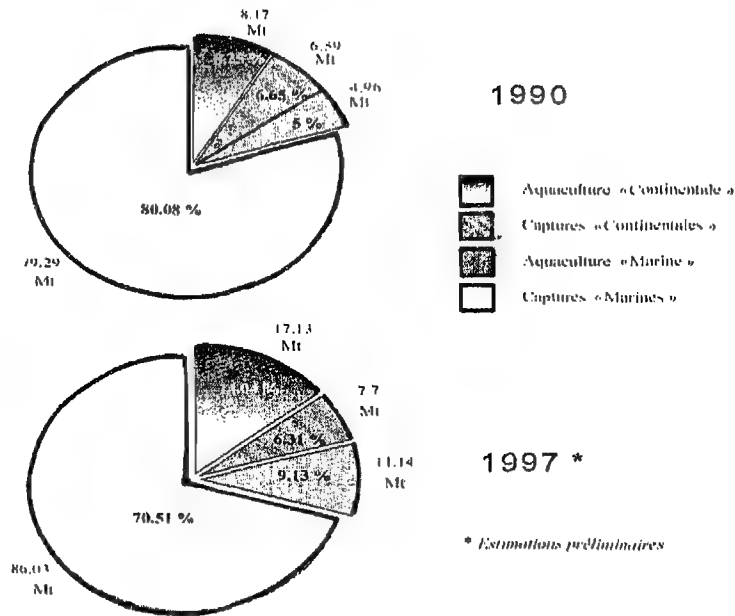 8.17
Mt
6.59
Mt
4.96
Mt
6.65 %
5 %
80.08 %
79.29
Mt
1990
Aquaculture «Continentale »
Captures «Continentales »
Aquaculture «Marine »
Captures «Marines »
17.13
Mt
7.7
Mt
6.31 %
11.14
Mt
9.13 %
70.51 %
86.03
Mt
1997 *
* Estimations préliminaires